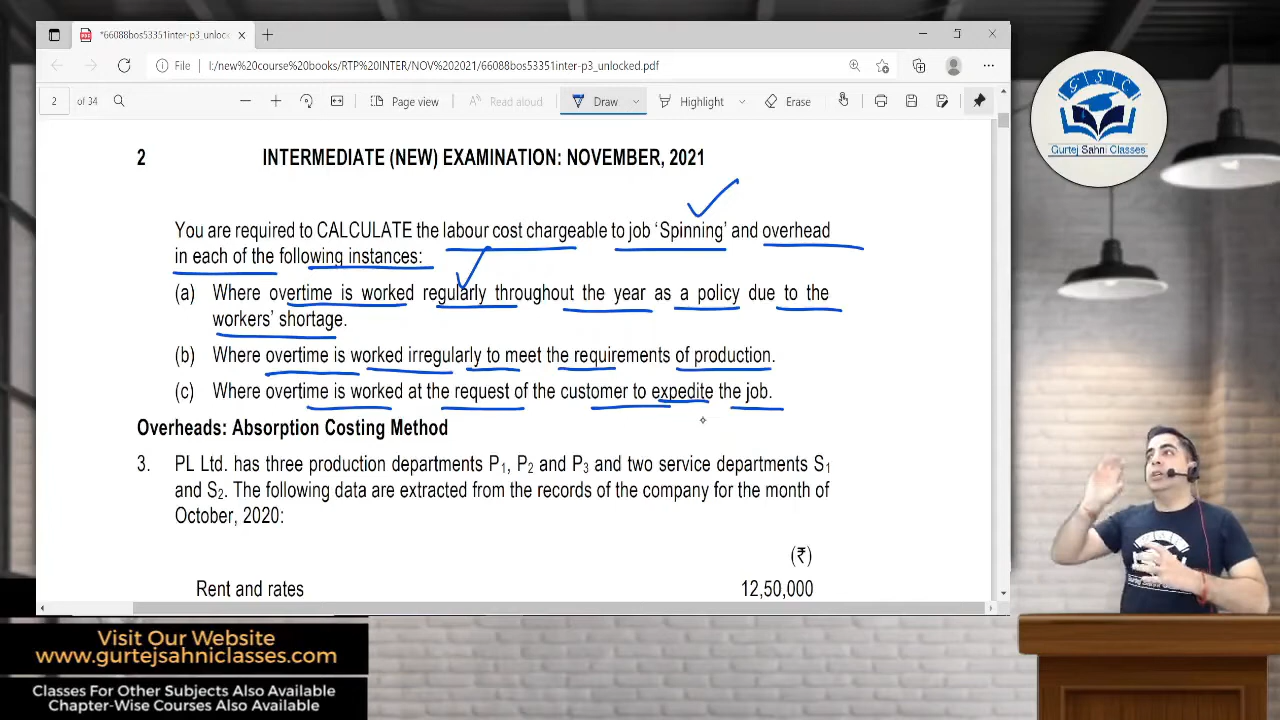 *66088bos53351inter-p3_unlock
File
I:/new%20course%20books/RTP%20INTER/NOV%202021/66088bos53351inter-p3_unlocked.pdf
2 of 34
Page view
Read aloud
Draw
Highlight
Erase
2 INTERMEDIATE (NEW) EXAMINATION: NOVEMBER, 2021
You are required to CALCULATE the labour cost chargeable to job ‘Spinning’ and overhead
in each of the following instances:
(a) Where overtime is worked regularly throughout the year as a policy due to the
workers’ shortage.
(b) Where overtime is worked irregularly to meet the requirements of production.
(c) Where overtime is worked at the request of the customer to expedite the job.
Overheads: Absorption Costing Method
3. PL Ltd. has three production departments P1, P2 and P3 and two service departments S1
and S2. The following data are extracted from the records of the company for the month of
October, 2020:
(₹)
Rent and rates 12,50,000
GSC
Gurtej Sahni Classes
Visit Our Website
www.gurtejsahniclasses.com
Classes For Other Subjects Also Available
Chapter-Wise Courses Also Available